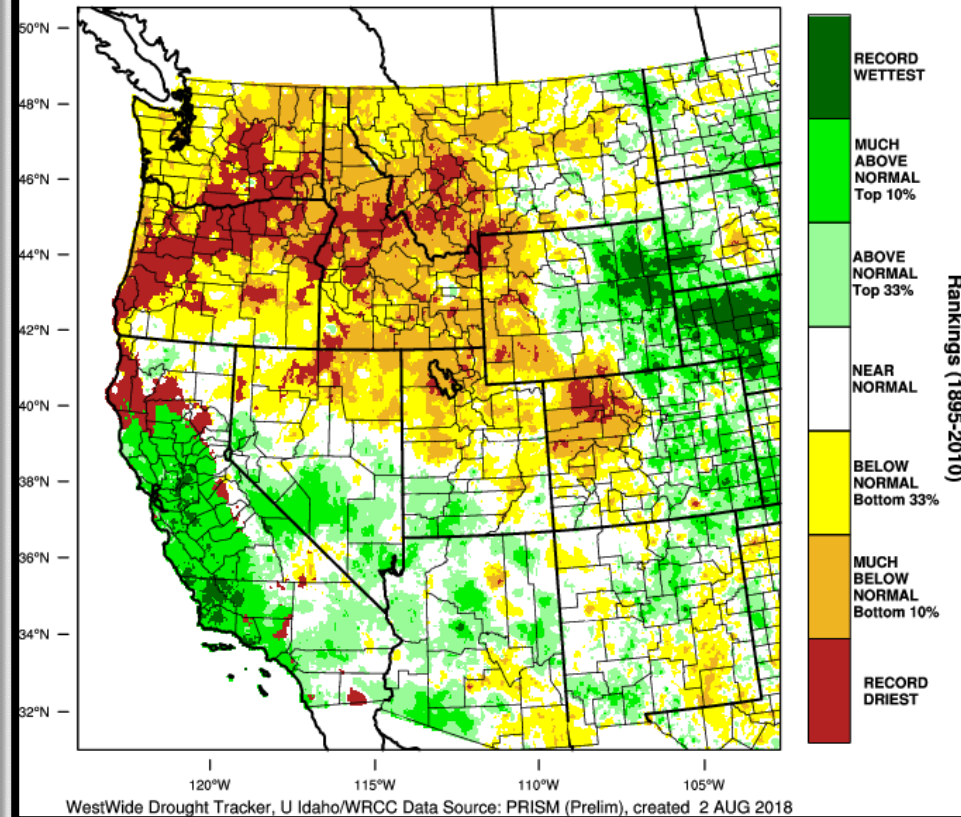 50°N
48°N
46°N
44°N
42°N
40°N
38°N
36°N
34°N
32°N
120°W
115°W
110°W
105°W
RECORD
WETTEST
MUCH
ABOVE
NORMAL
Top 10%
ABOVE
NORMAL
Top 33%
NEAR
NORMAL
BELOW
NORMAL
Bottom 33%
MUCH
BELOW
NORMAL
Bottom 10%
RECORD
DRIEST
Rankings (1895-2010)
WestWide Drought Tracker, U Idaho/WRCC Data Source: PRISM (Prelim), created 2 AUG 2018